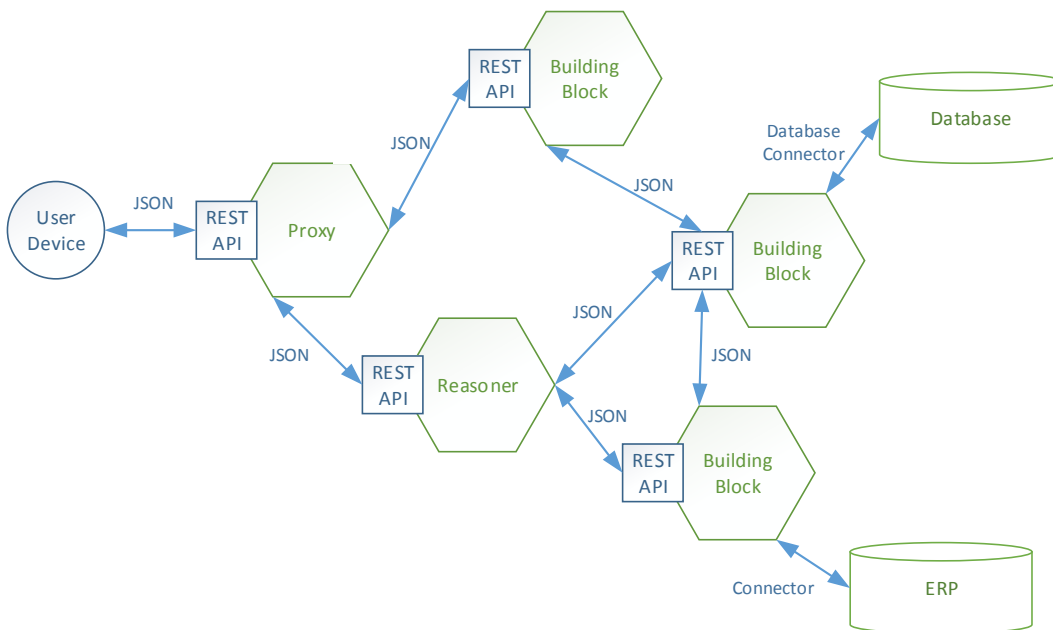 REST
API
Building
Block
Database
JSON
Database
Connector
JSON
JSON
User
Device
REST
API
Proxy
REST
API
Building
Block
JSON
JSON
JSON
REST
API
Reasoner
JSON
REST
API
Building
Block
Connector
ERP